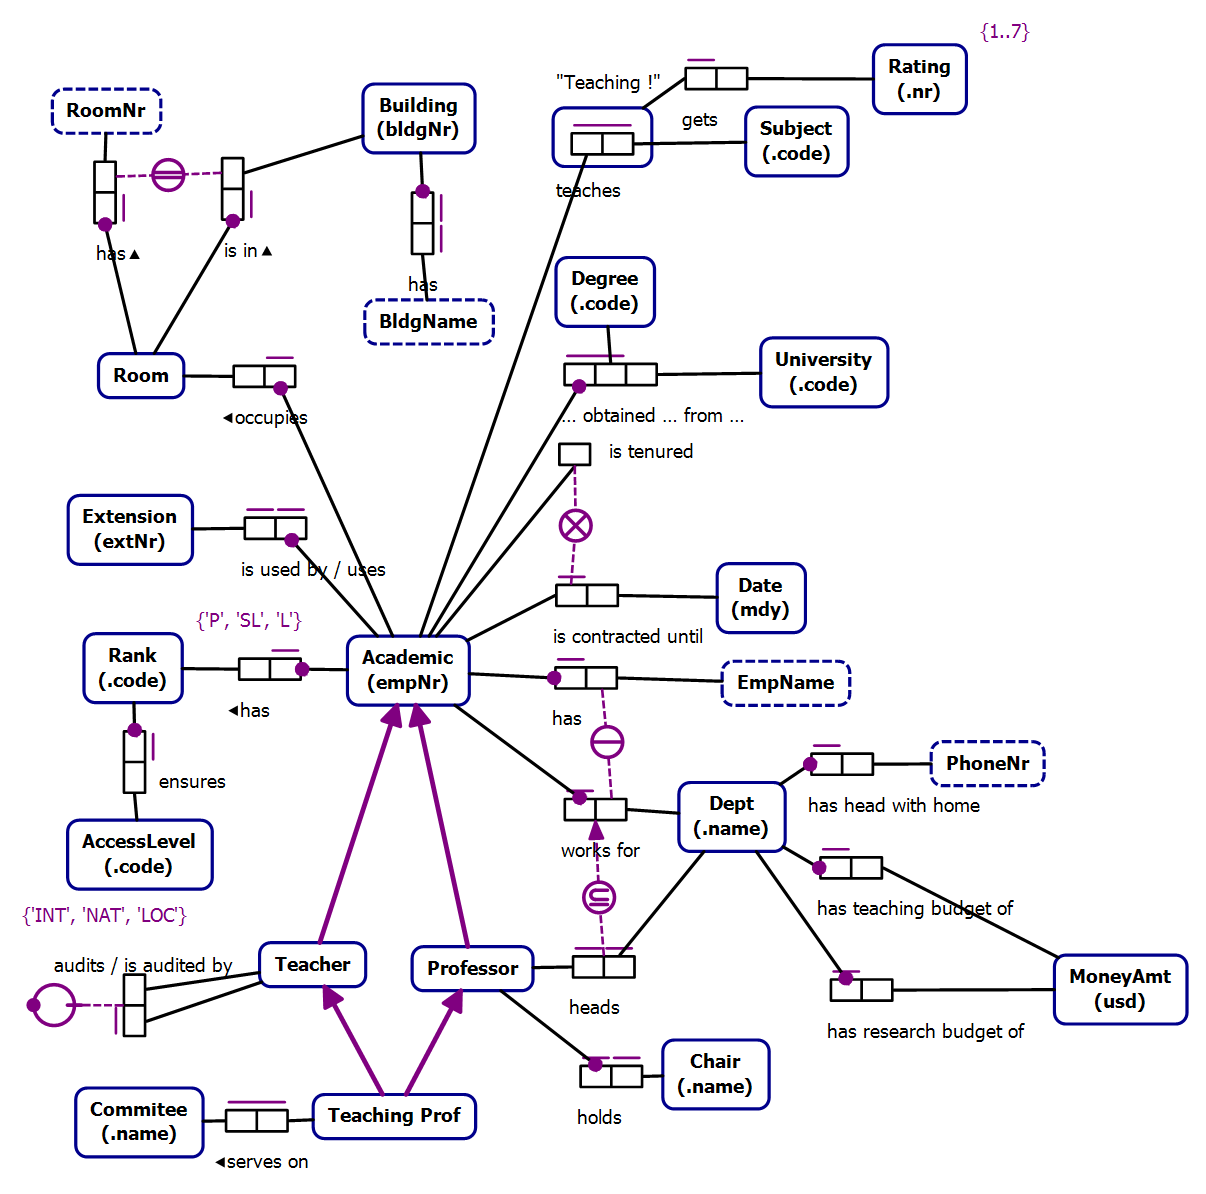 {1..7}
Rating
(.nr)
"Teaching !"
gets
RoomNr
Building
(bldgNr)
Subject
(.code)
teaches
has ▲
is in ▲
has
BldgName
Degree
(.code)
University
(.code)
Room
◄occupies
... obtained ... from ...
is tenured
Extension
(extNr)
is used by / uses
Date
(mdy)
is contracted until
{'P', 'SL', 'L'}
Rank
(.code)
◄has
Academic
(empNr)
EmpName
has
ensures
AccessLevel
(.code)
Dept
(.name)
PhoneNr
has head with home
works for
has teaching budget of
{'INT', 'NAT', 'LOC'}
audits / is audited by
Teacher
Professor
heads
MoneyAmt
(usd)
has research budget of
Chair
(.name)
holds
Commitee
(.name)
Teaching Prof
◄serves on